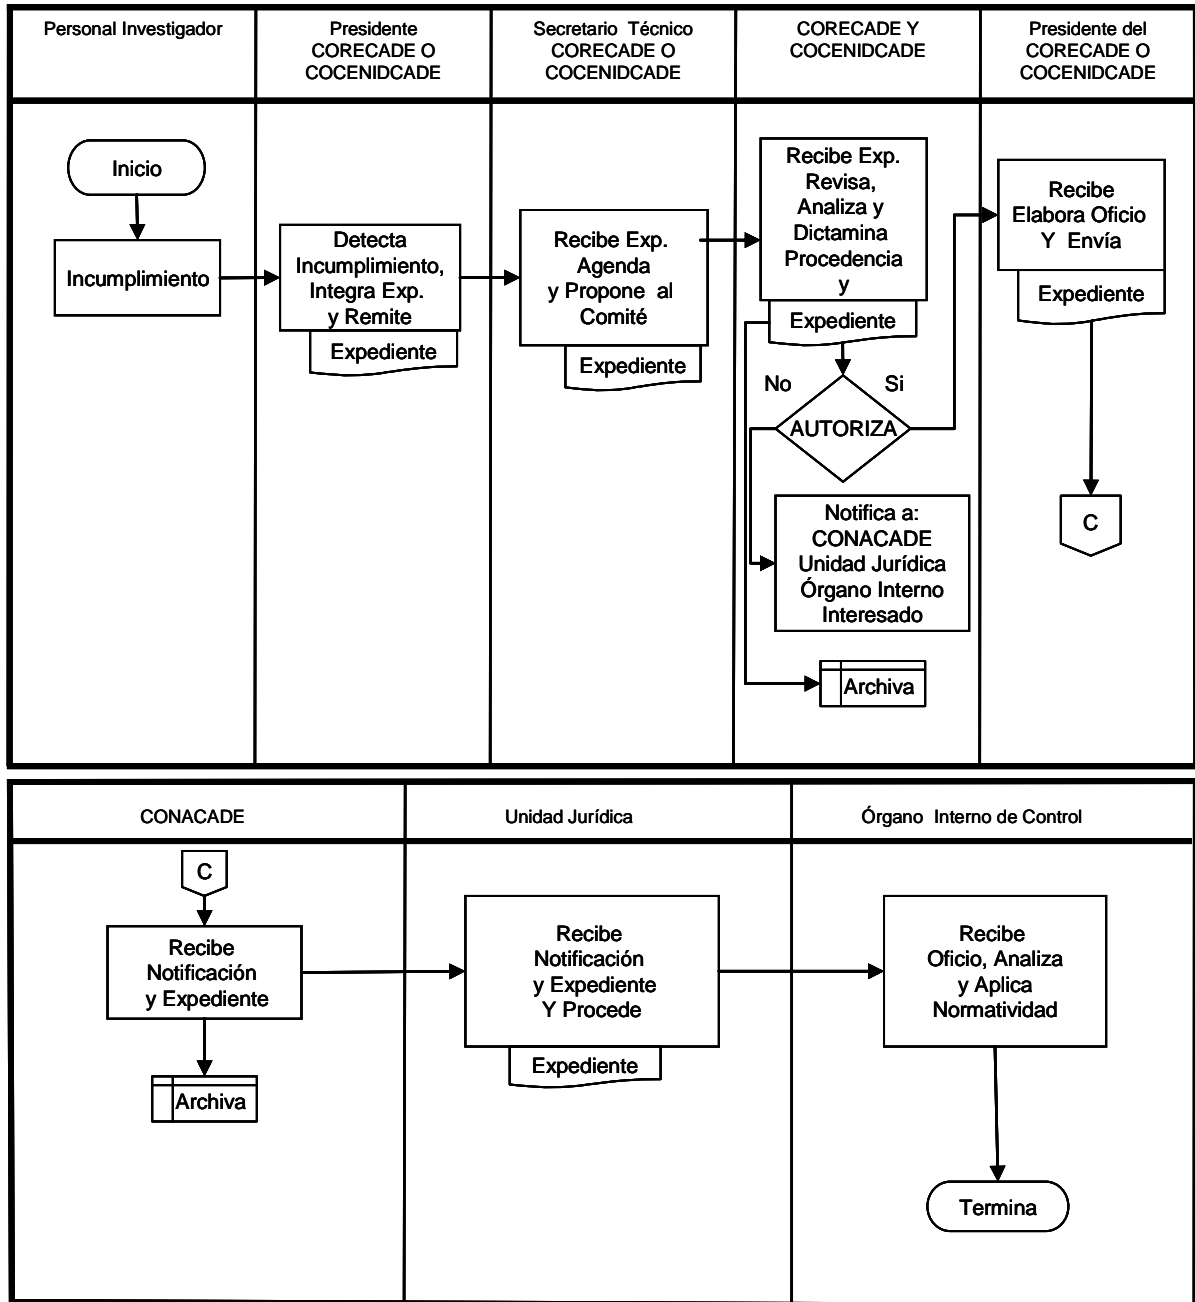 Personal Investigador
Presidente
CORECADE O
COCENIDCADE
Secretario Técnico
CORECADE O
COCENIDCADE
CORECADE Y
COCENIDCADE
Presidente del
CORECADE O
COCENIDCADE
Inicio
Incumplimiento
Detecta
Incumplimiento,
Integra Exp.
y Remite
Expediente
Recibe Exp.
Agenda
y Propone al
Comité
Expediente
Recibe Exp.
Revisa,
Analiza y
Dictamina
Procedencia
y
Expediente
No
Si
AUTORIZA
Notifica a:
CONACADE
Unidad Jurídica
Órgano Interno
Interesado
Archiva
Recibe
Elabora Oficio
Y Envía
Expediente
C
CONACADE
Unidad Jurídica
Órgano Interno de Control
C
Recibe
Notificación
y Expediente
Archiva
Recibe
Notificación
y Expediente
Y Procede
Expediente
Recibe
Oficio, Analiza
y Aplica
Normatividad
Termina